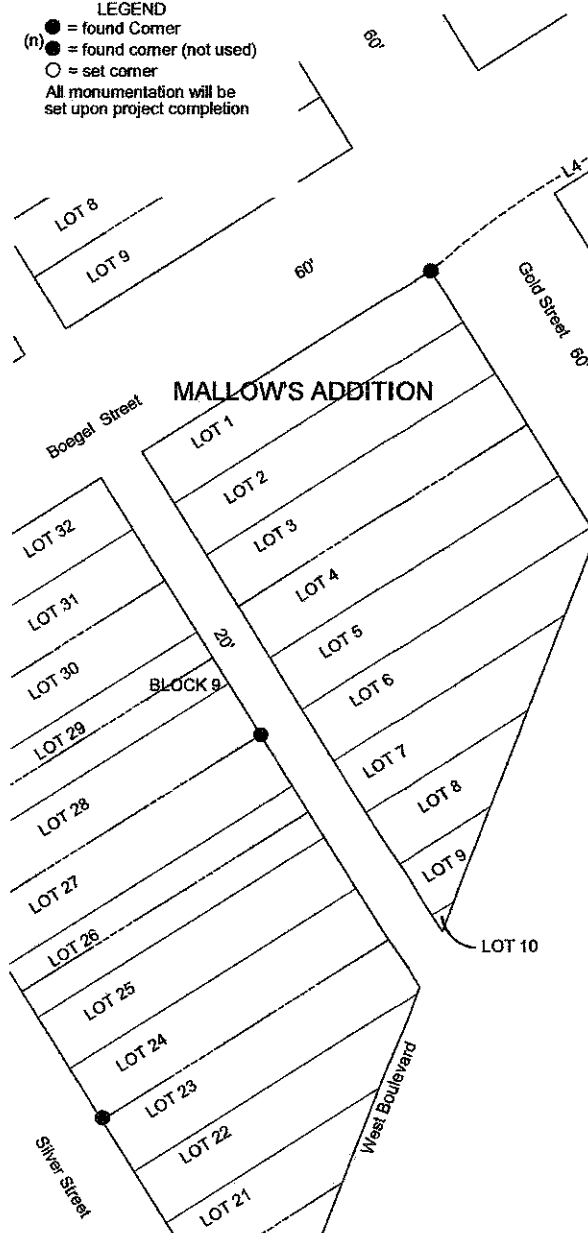 LEGEND
= found Corner
(n) = found corner (not used)
= set corner
All monumentation will be
set upon project completion
60'
L4
LOT 8
LOT 9
60'
Gold Street 60'
MALLOW'S ADDITION
Boegel Street
LOT 1
LOT 2
LOT 3
LOT 4
LOT 5
LOT 6
LOT 7
LOT 8
LOT 9
LOT 10
LOT 32
LOT 31
LOT 30
20'
BLOCK 9
LOT 29
LOT 28
LOT 27
LOT 26
LOT 25
LOT 24
LOT 23
LOT 22
LOT 21
West Boulevard
Silver Street